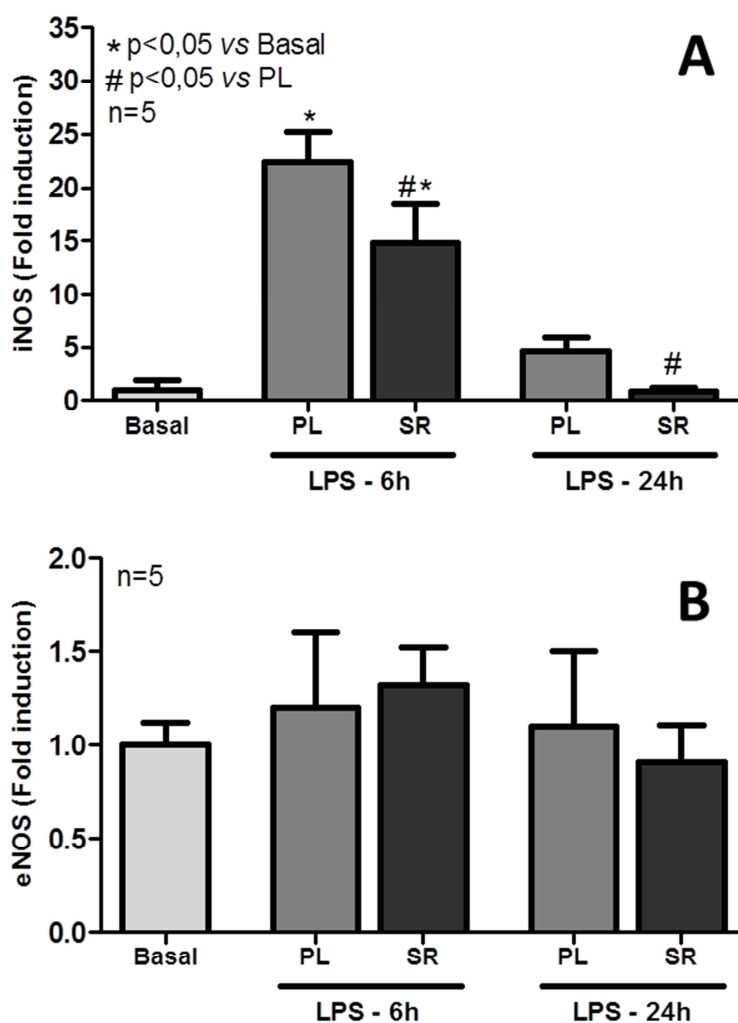 35
* p<0,05 vs Basal
A
30
# p<0,05 vs PL
n=5
25
*
20
#*
15
10
5
#
0
iNOS (Fold induction)
Basal PL SR PL SR
LPS - 6h LPS - 24h
2.0
n=5
B
1.5
1.0
0.5
0.0
eNOS (Fold induction)
Basal PL SR PL SR
LPS - 6h LPS - 24h